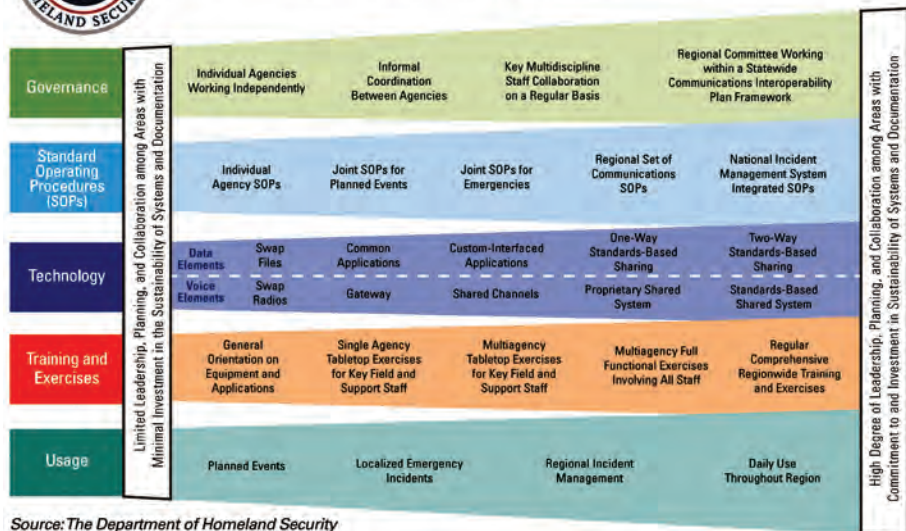 ELAND SECU
Governance
Individual Agencies
Working Independently
Informal
Coordination
Between Agencies
Key Multidiscipline
Staff Collaboration
on a Regular Basis
Regional Committee Working
within a Statewide
Communications Interoperability
Plan Framework
Standard
Operating
Procedures
(SOPs)
Individual
Agency SOPs
Joint SOPs for
Planned Events
Joint SOPs for
Emergencies
Regional Set of
Communications
SOPs
National Incident
Management System
Integrated SOPs
Technology
Data
Elements
Swap
Files
Common
Applications
Custom-Interfaced
Applications
One-Way
Standards-Based
Sharing
Two-Way
Standards-Based
Sharing
Voice
Elements
Swap
Radios
Gateway
Shared Channels
Proprietary Shared
System
Standards-Based
Shared System
Training and
Exercises
General
Orientation on
Equipment and
Applications
Single Agency
Tabletop Exercises
for Key Field and
Support Staff
Multiagency
Tabletop Exercises
for Key Field and
Support Staff
Multiagency Full
Functional Exercises
Involving All Staff
Regular
Comprehensive
Regionwide Training
and Exercises
Usage
Planned Events
Localized Emergency
Incidents
Regional Incident
Management
Daily Use
Throughout Region
Limited Leadership, Planning, and Collaboration among Areas with
Minimal Investment in the Sustainability of Systems and Documentation
High Degree of Leadership, Planning, and Collaboration among Areas with
Commitment to and Investment in Sustainability of Systems and Documentation
Source: The Department of Homeland Security